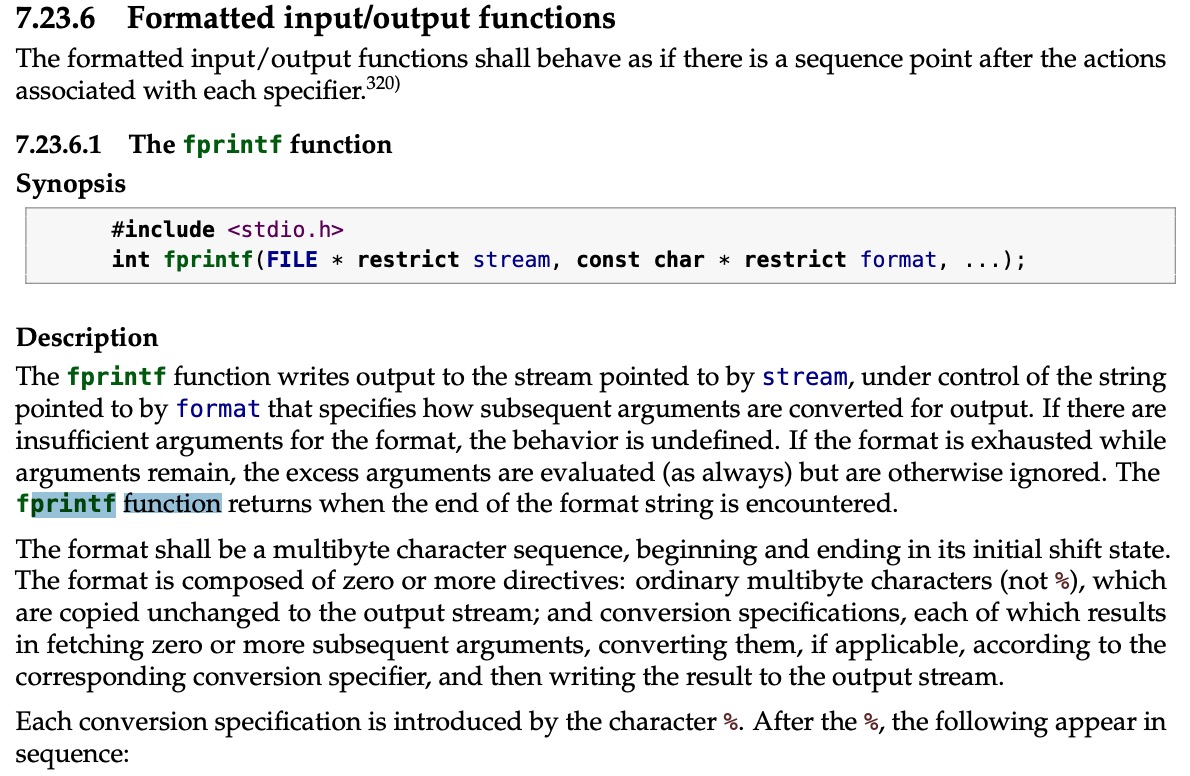 7.23.6 Formatted input/output functions
The formatted input/output functions shall behave as if there is a sequence point after the actions
associated with each specifier.320)
7.23.6.1 The fprintf function
Synopsis
#include <stdio.h>
int fprintf(FILE * restrict stream, const char * restrict format, ...);
Description
The fprintf function writes output to the stream pointed to by stream, under control of the string
pointed to by format that specifies how subsequent arguments are converted for output. If there are
insufficient arguments for the format, the behavior is undefined. If the format is exhausted while
arguments remain, the excess arguments are evaluated (as always) but are otherwise ignored. The
fprintf function returns when the end of the format string is encountered.
The format shall be a multibyte character sequence, beginning and ending in its initial shift state.
The format is composed of zero or more directives: ordinary multibyte characters (not %), which
are copied unchanged to the output stream; and conversion specifications, each of which results
in fetching zero or more subsequent arguments, converting them, if applicable, according to the
corresponding conversion specifier, and then writing the result to the output stream.
Each conversion specification is introduced by the character %. After the %, the following appear in
sequence: